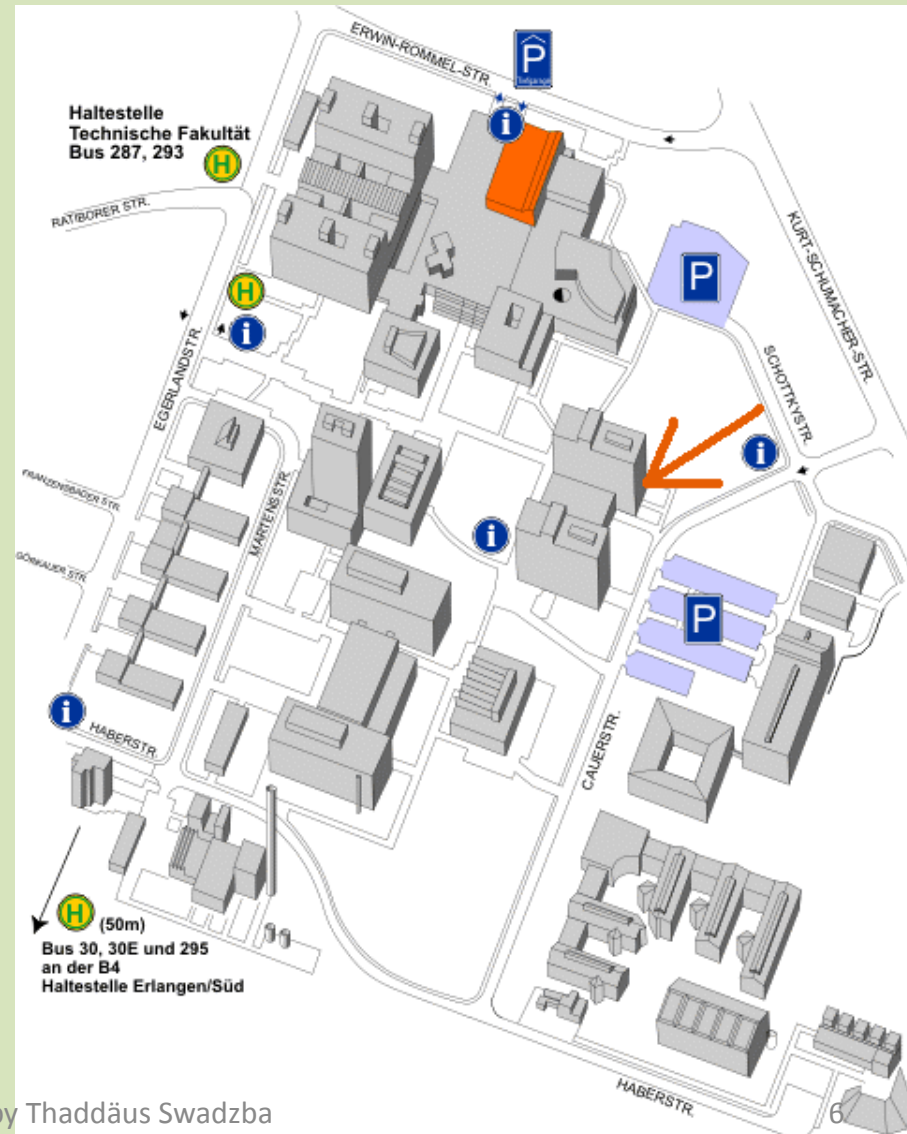 ERWIN-ROMMEL-STR.
P
Tiefgarage
i
Haltestelle
Technische Fakultät
Bus 287, 293
H
RATIBORER STR.
KURT-SCHUMACHER-STR.
P
H
i
EGERLANDSTR.
SCHOTTKYSTR.
i
FRANZENSBADER STR.
MARTENSSTR.
i
GÖRKAUER STR.
P
i
HABERSTR.
CAUERSTR.
H
(50m)
Bus 30, 30E und 295
an der B4
Haltestelle Erlangen/Süd
HABERSTR.
by Thaddäus Swadzba
6